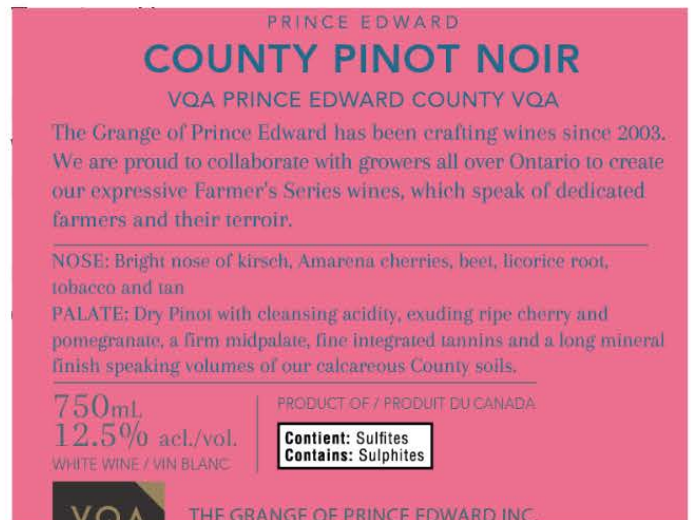 PRINCE EDWARD
COUNTY PINOT NOIR
VQA PRINCE EDWARD COUNTY VQA
The Grange of Prince Edward has been crafting wines since 2003.
We are proud to collaborate with growers all over Ontario to create
our expressive Farmer's Series wines, which speak of dedicated
farmers and their terroir.
NOSE: Bright nose of kirsch, Amarena cherries, beet, licorice root,
tobacco and tan
PALATE: Dry Pinot with cleansing acidity, exuding ripe cherry and
pomegranate, a firm midpalate, fine integrated tannins and a long mineral
finish speaking volumes of our calcareous County soils.
750mL
12.5% acl./vol.
WHITE WINE / VIN BLANC
PRODUCT OF / PRODUIT DU CANADA
Contient: Sulfites
Contains: Sulphites
VQA
THE GRANGE OF PRINCE EDWARD INC.